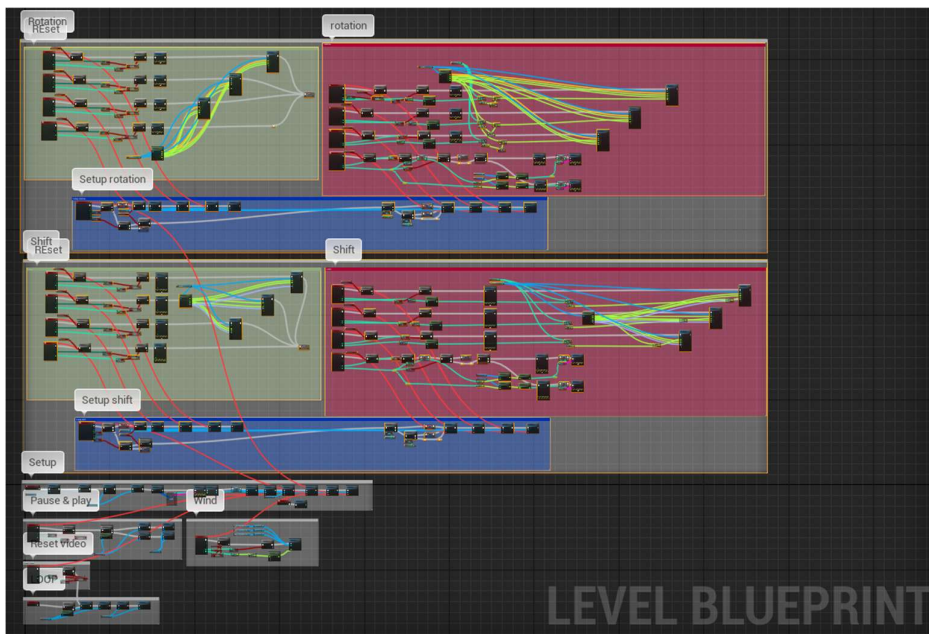 Rotation
REset
rotation
Setup rotation
Shift
REset
Shift
Setup shift
Setup
Pause & play
Wind
Reset video
LOOP
LEVEL BLUEPRINT